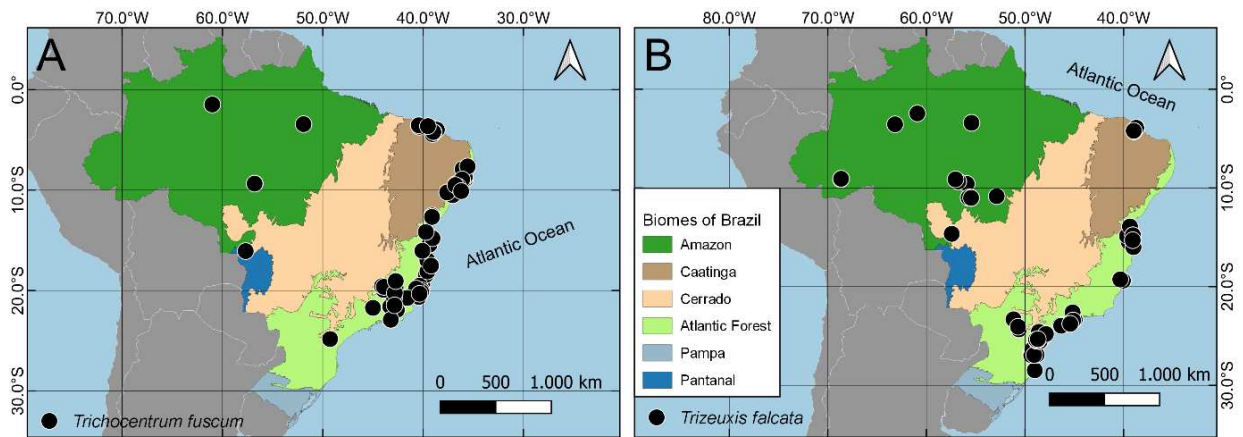 70.0°W 60.0°W 50.0°W 40.0°W 30.0°W
A
0.0°
10.0°S
20.0°S
30.0°S
Atlantic Ocean
0 500 1.000 km
Trichocentrum fuscum
80.0°W 70.0°W 60.0°W 50.0°W 40.0°W
B
Atlantic Ocean
0.0°
10.0°S
20.0°S
30.0°S
Biomes of Brazil
Amazon
Caatinga
Cerrado
Atlantic Forest
Pampa
Pantanal
0 500 1.000 km
Trizeuxis falcata